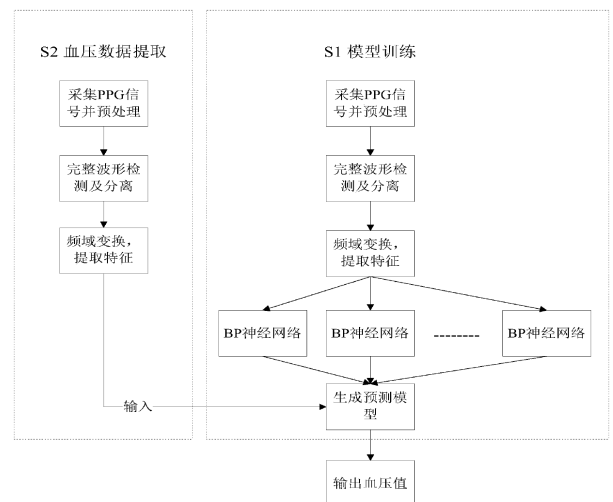 S2 血压数据提取
采集PPG信
号并预处理
完整波形检
测及分离
频域变换，
提取特征
输入
S1 模型训练
采集PPG信
号并预处理
完整波形检
测及分离
频域变换，
提取特征
BP神经网络
BP神经网络
BP神经网络
生成预测模
型
输出血压值